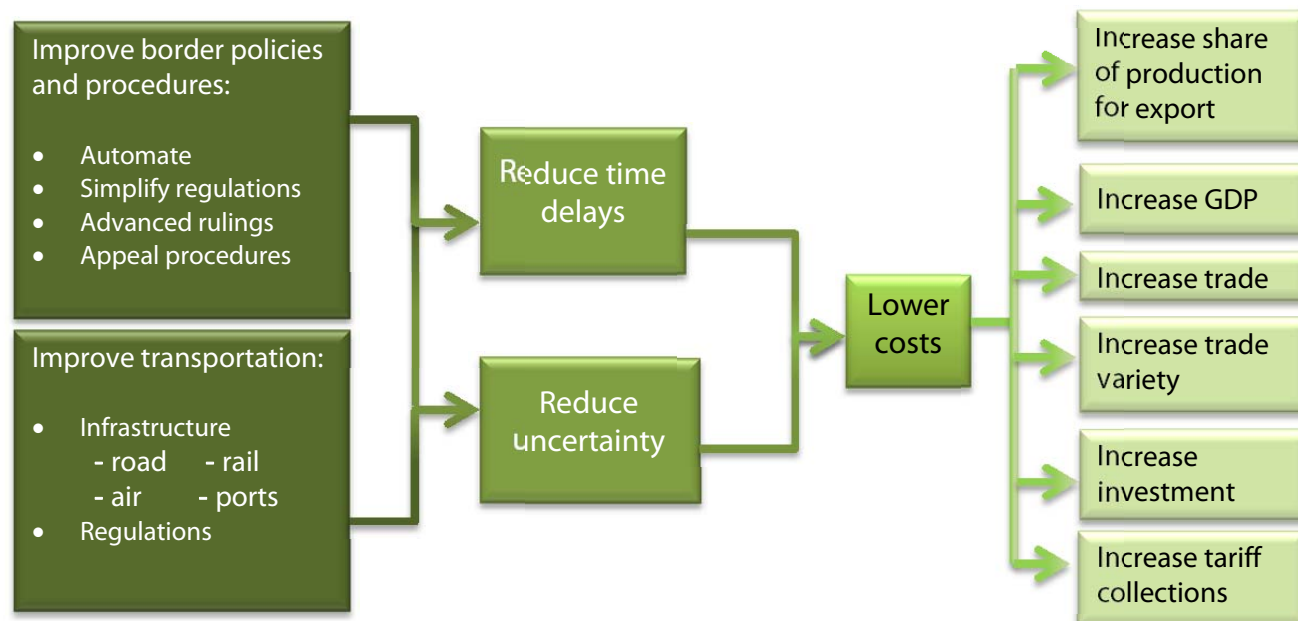 Improve border policies
and procedures:
• Automate
• Simplify regulations
• Advanced rulings
• Appeal procedures
Improve transportation:
• Infrastructure
- road - rail
- air - ports
• Regulations
Reduce time
delays
Reduce
uncertainty
Lower
costs
Increase share
of production
for export
Increase GDP
Increase trade
Increase trade
variety
Increase
investment
Increase tariff
collections